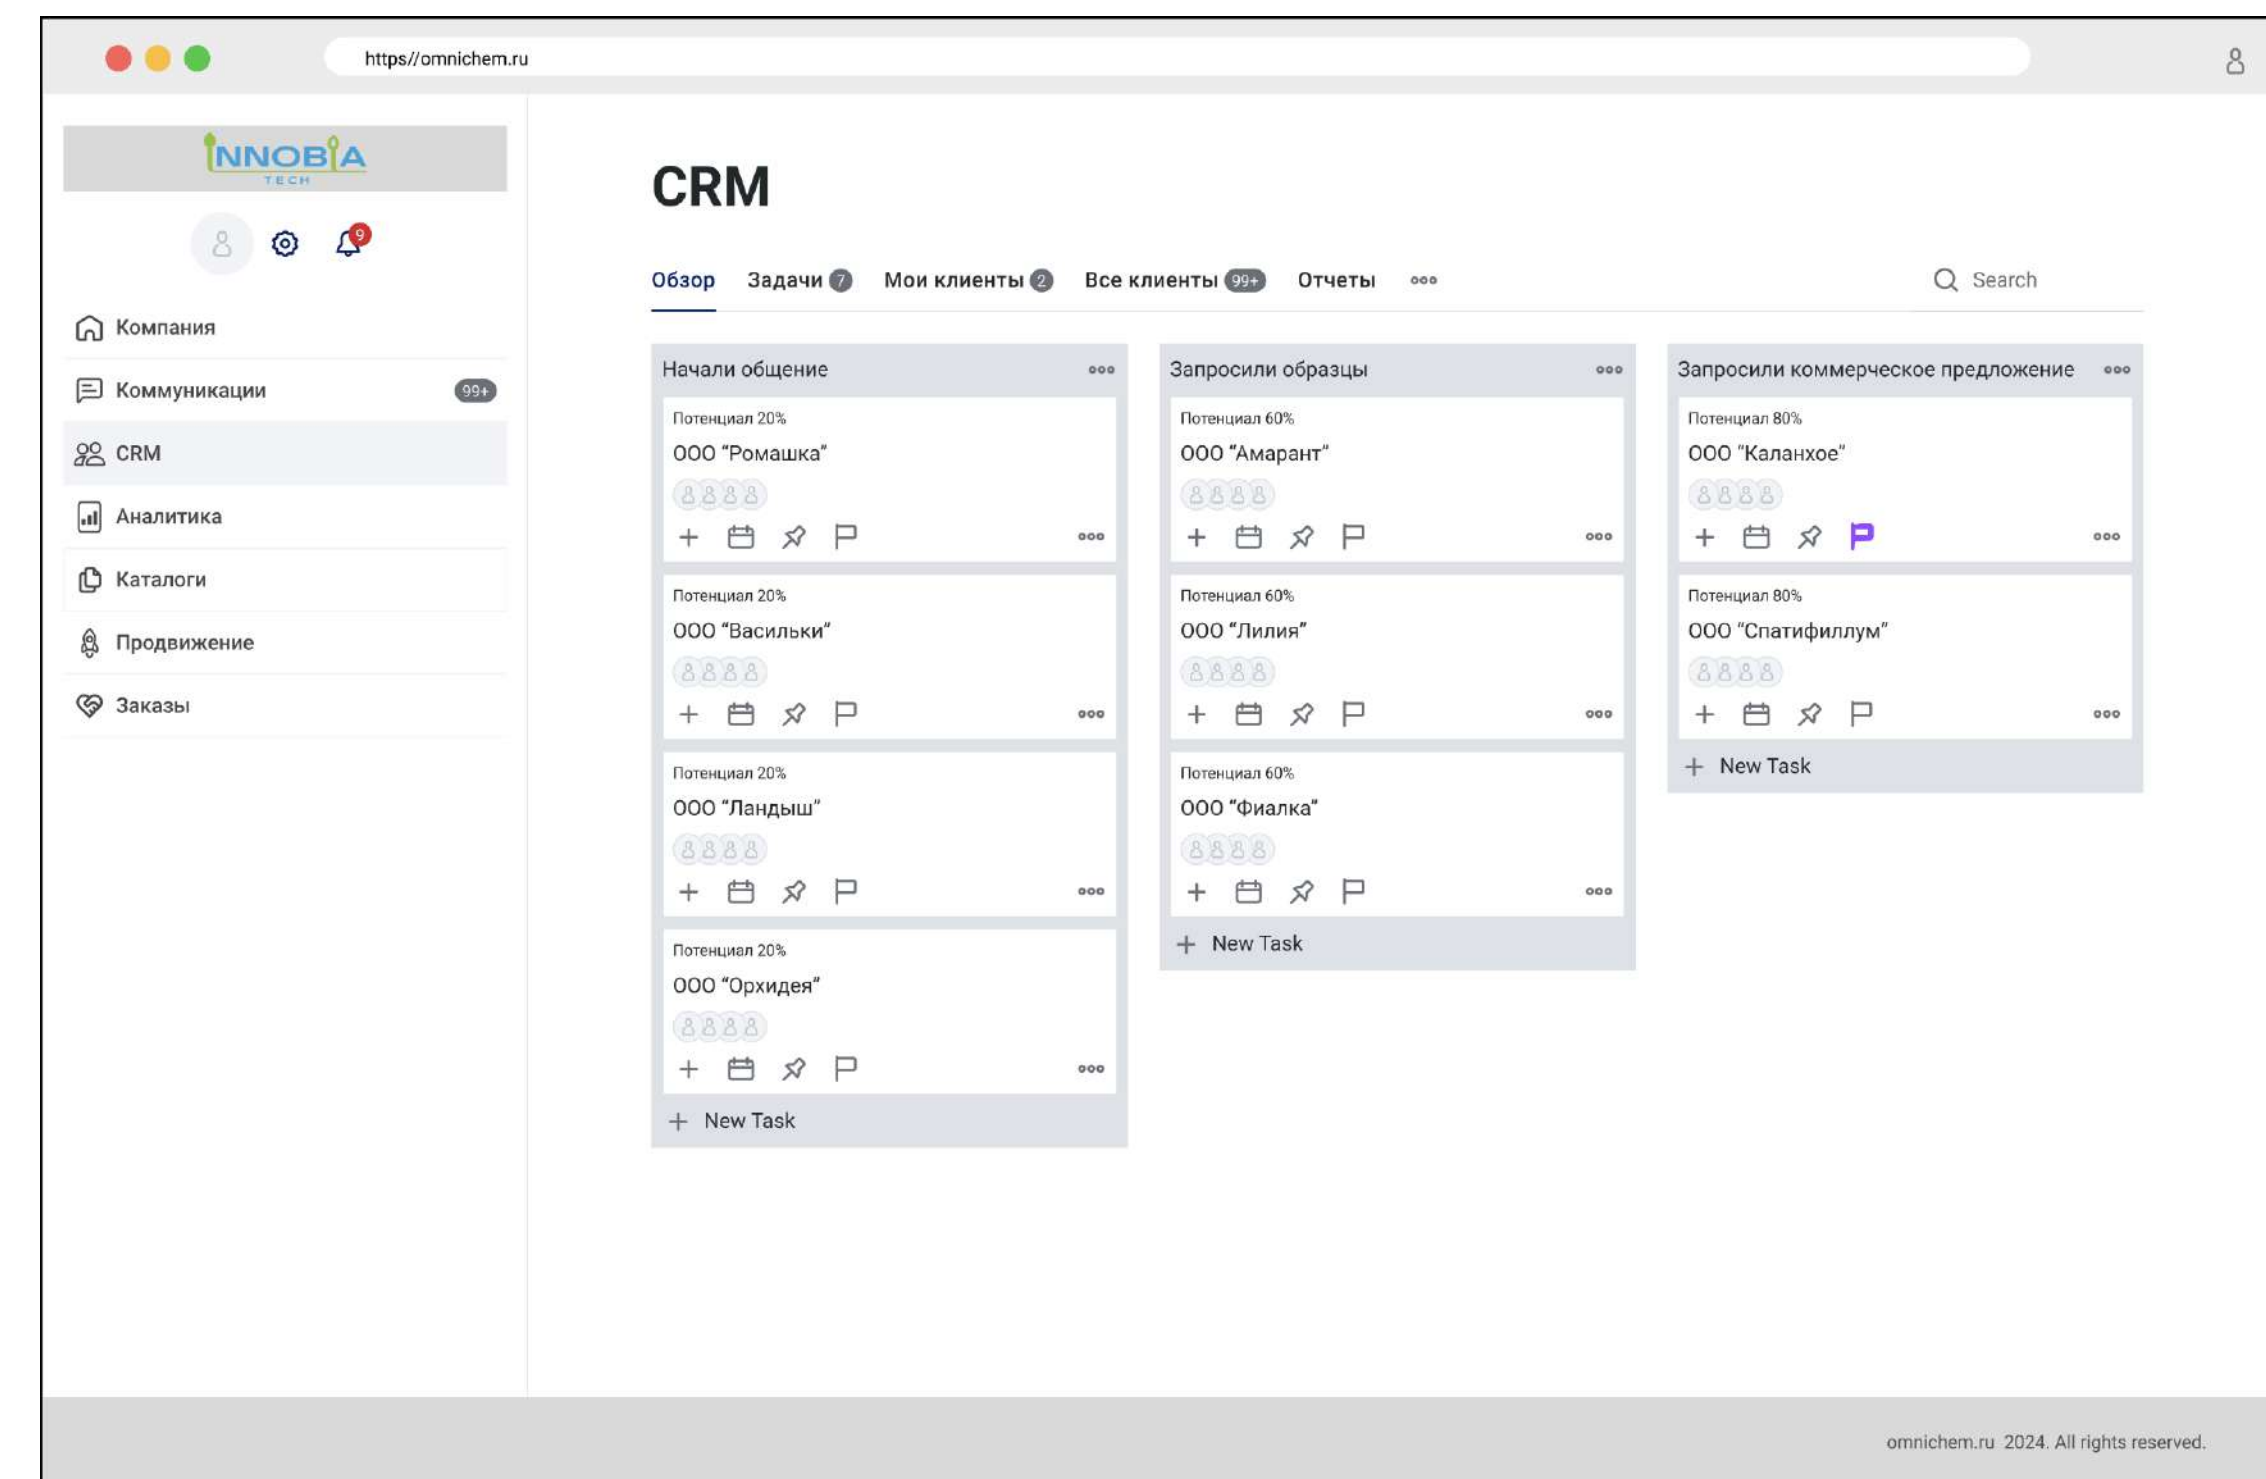 https//omnichem.ru
INNOBIA
TECH
9
Компания
Коммуникации 99+
CRM
Аналитика
Каталоги
Продвижение
Заказы
CRM
Обзор Задачи 7 Мои клиенты 2 Все клиенты 99+ Отчеты Search
Начали общение
Потенциал 20%
ООО “Ромашка”
Потенциал 20%
ООО “Васильки”
Потенциал 20%
ООО “Ландыш”
Потенциал 20%
ООО “Орхидея”
New Task
Запросили образцы
Потенциал 60%
ООО “Амарант”
Потенциал 60%
ООО “Лилия”
Потенциал 60%
ООО “Фиалка”
New Task
Запросили коммерческое предложение
Потенциал 80%
ООО “Каланхое”
Потенциал 80%
ООО “Спатифиллум”
New Task
omnichem.ru 2024. All rights reserved.